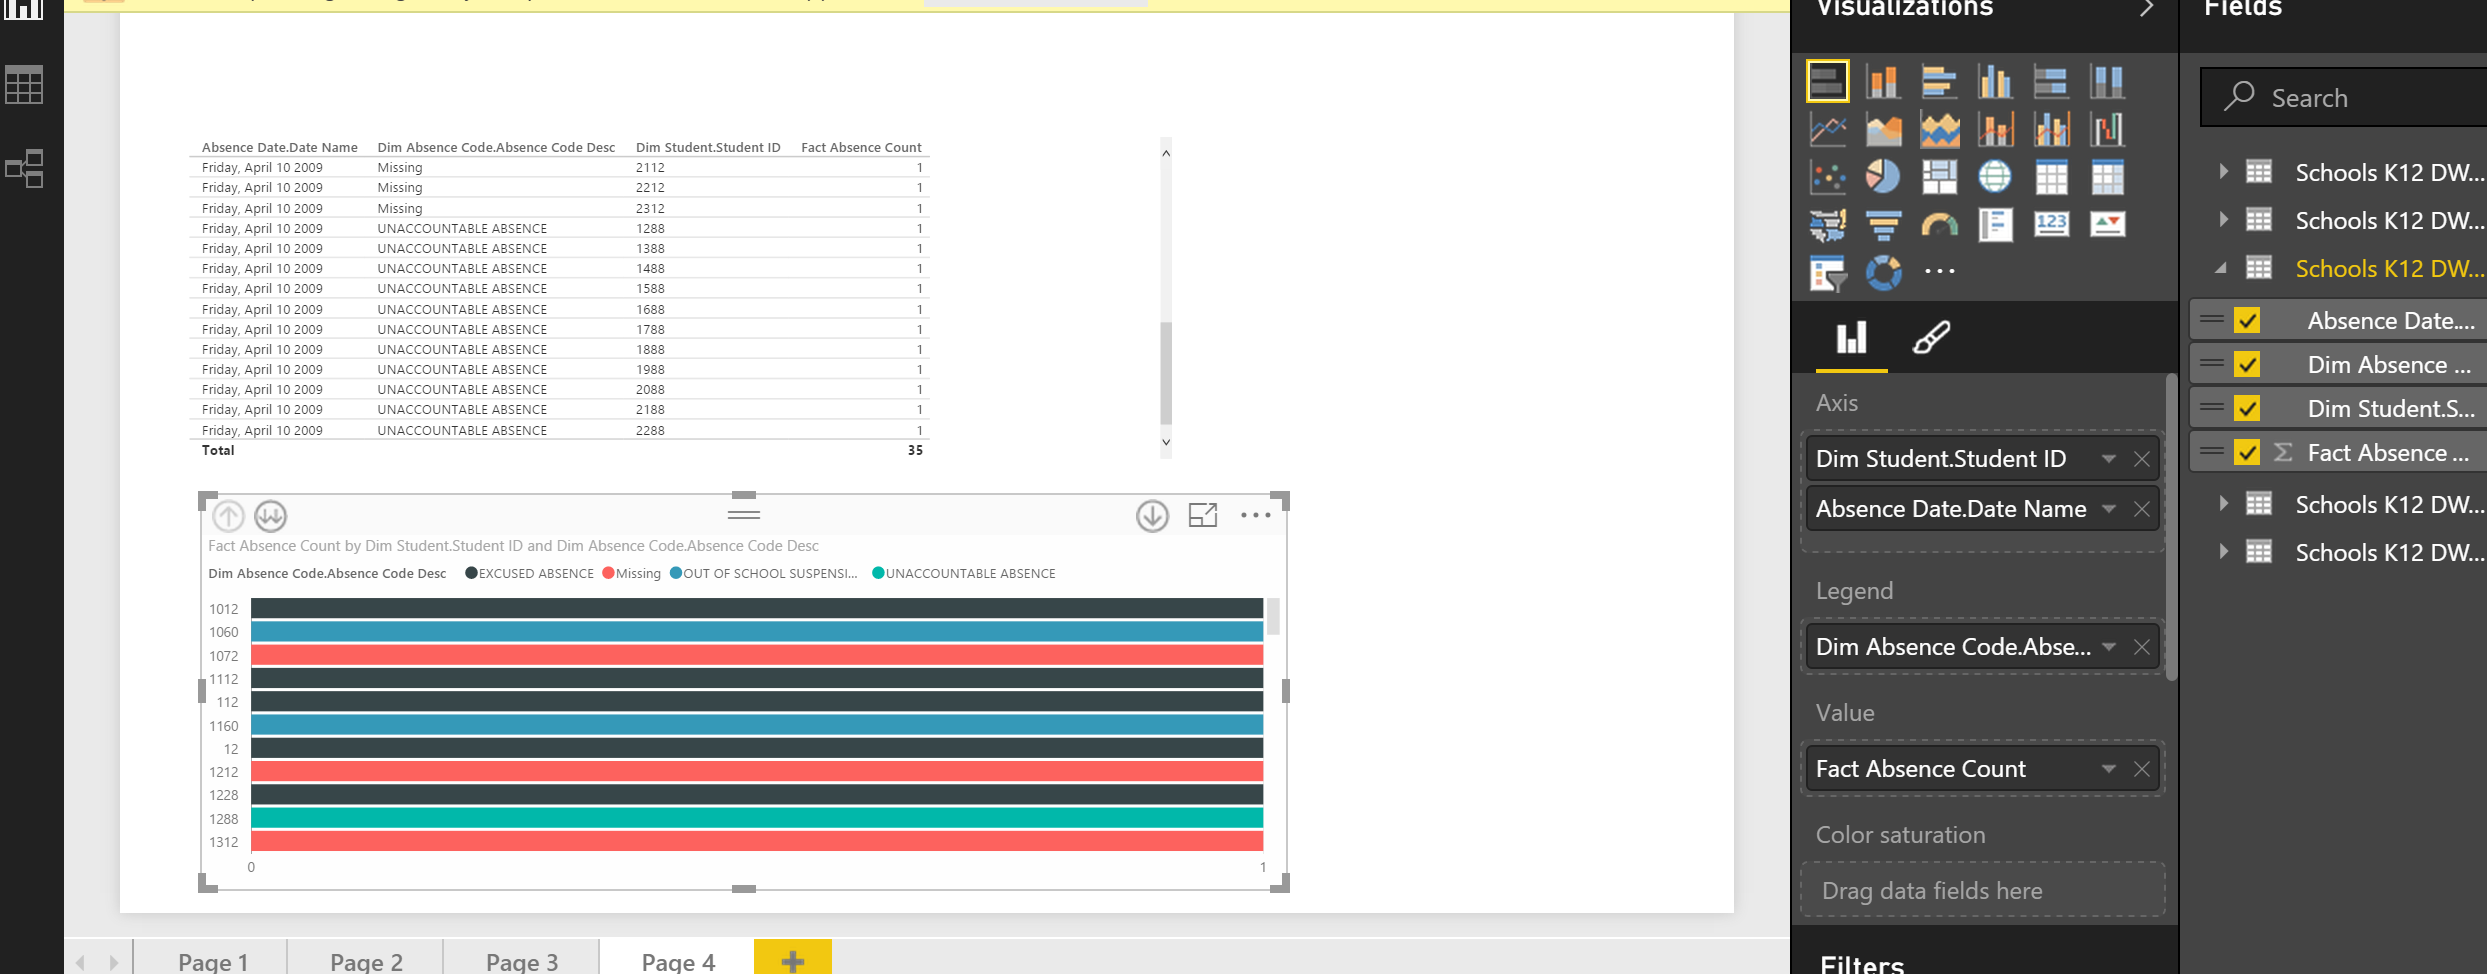 Visualizations
Fields
Search
Absence Date.Date Name Dim Absence Code.Absence Code Desc Dim Student.Student ID Fact Absence Count
Friday, April 10 2009 Missing 2112 1
Friday, April 10 2009 Missing 2212 1
Friday, April 10 2009 Missing 2312 1
Friday, April 10 2009 UNACCOUNTABLE ABSENCE 1288 1
Friday, April 10 2009 UNACCOUNTABLE ABSENCE 1388 1
Friday, April 10 2009 UNACCOUNTABLE ABSENCE 1488 1
Friday, April 10 2009 UNACCOUNTABLE ABSENCE 1588 1
Friday, April 10 2009 UNACCOUNTABLE ABSENCE 1688 1
Friday, April 10 2009 UNACCOUNTABLE ABSENCE 1788 1
Friday, April 10 2009 UNACCOUNTABLE ABSENCE 1888 1
Friday, April 10 2009 UNACCOUNTABLE ABSENCE 1988 1
Friday, April 10 2009 UNACCOUNTABLE ABSENCE 2088 1
Friday, April 10 2009 UNACCOUNTABLE ABSENCE 2188 1
Friday, April 10 2009 UNACCOUNTABLE ABSENCE 2288 1
Total 35
Fact Absence Count by Dim Student.Student ID and Dim Absence Code.Absence Code Desc
Dim Absence Code.Absence Code Desc EXCUSED ABSENCE Missing OUT OF SCHOOL SUSPENSI... UNACCOUNTABLE ABSENCE
1012
1060
1072
1112
112
1160
12
1212
1228
1288
1312
0 1
Page 1 Page 2 Page 3 Page 4
123
Axis
Dim Student.Student ID
Absence Date.Date Name
Legend
Dim Absence Code.Abse...
Value
Fact Absence Count
Color saturation
Drag data fields here
Filters
Schools K12 DW...
Schools K12 DW...
Schools K12 DW...
Absence Date....
Dim Absence ...
Dim Student.S...
Fact Absence ...
Schools K12 DW...
Schools K12 DW...